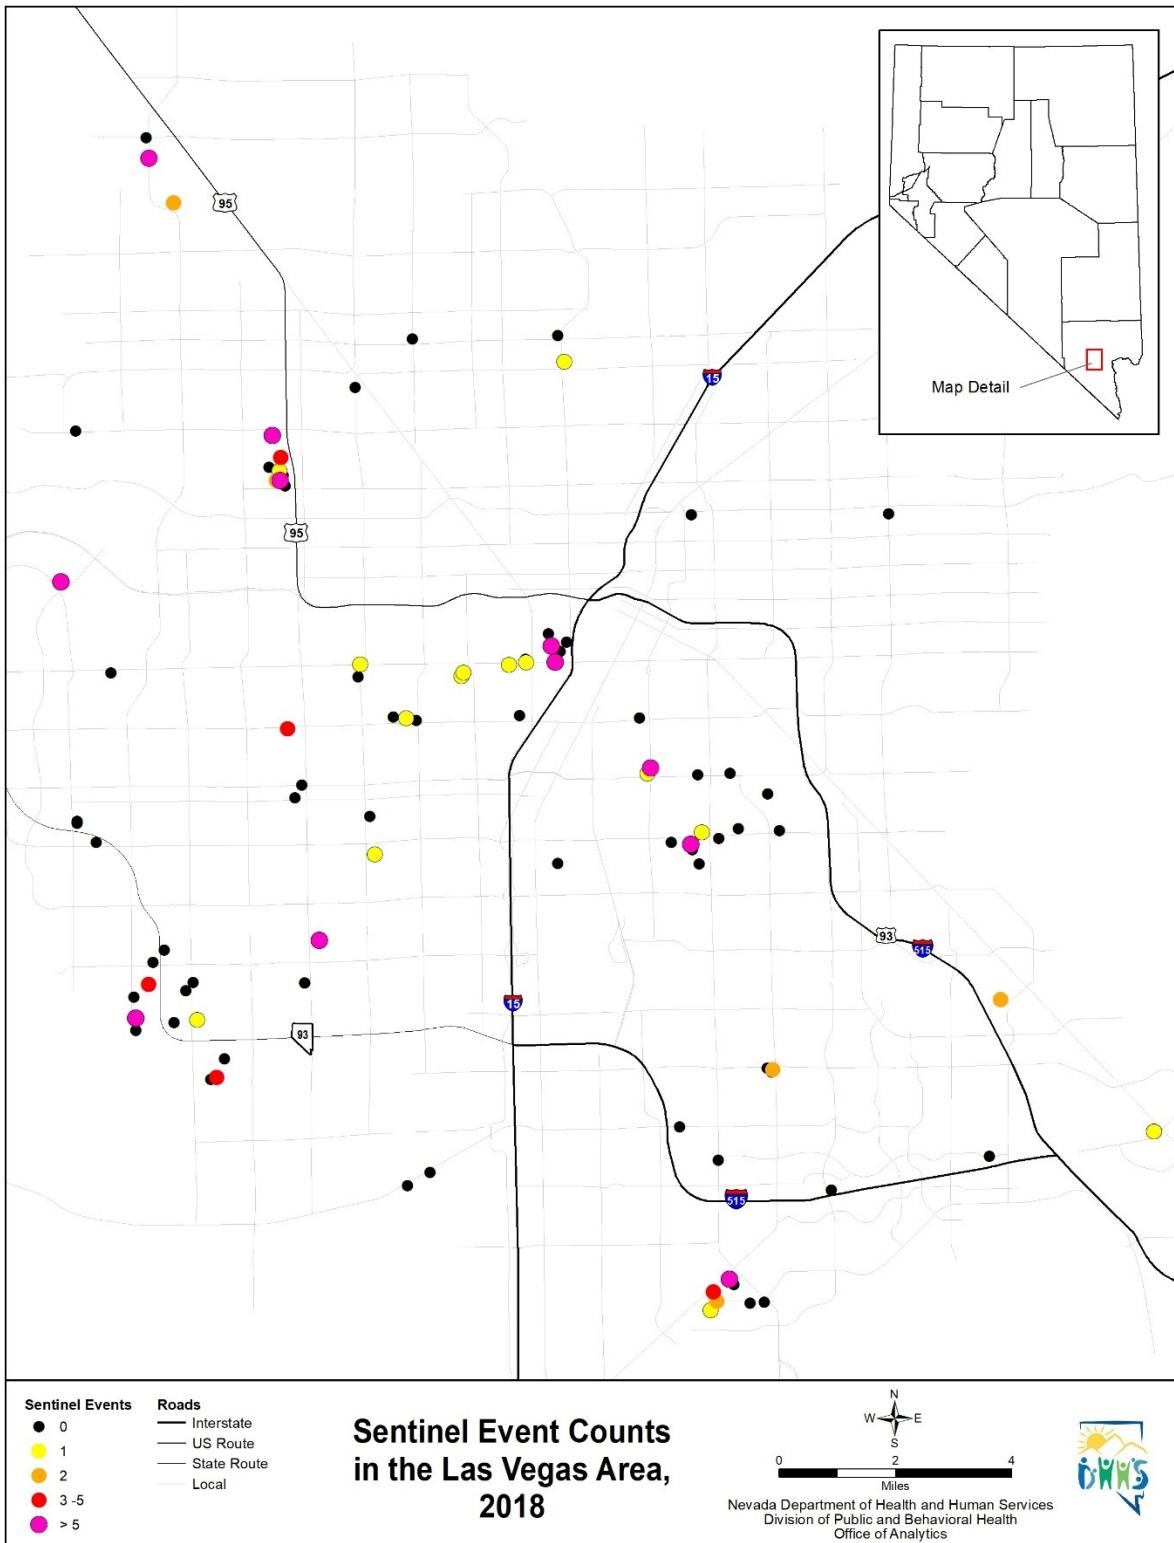 95
15
Map Detail
95
93
515
15
93
515
Sentinel Events
0
1
2
3 -5
> 5
Roads
Interstate
US Route
State Route
Local
Sentinel Event Counts
in the Las Vegas Area,
2018
N
W E
S
0 2 4
Miles
Nevada Department of Health and Human Services
Division of Public and Behavioral Health
Office of Analytics
DHHS